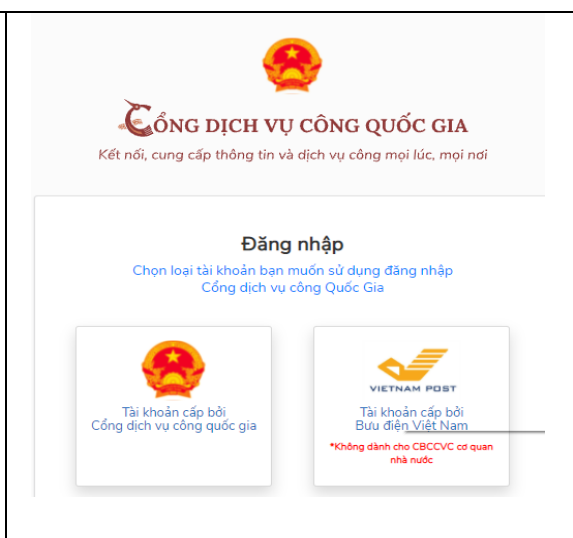 CỔNG DỊCH VỤ CÔNG QUỐC GIA
Kết nối, cung cấp thông tin và dịch vụ công mọi lúc, mọi nơi
Đăng nhập
Chọn loại tài khoản bạn muốn sử dụng đăng nhập
Cổng dịch vụ công Quốc Gia
Tài khoản cấp bởi
Cổng dịch vụ công quốc gia
VIETNAM POST
Tài khoản cấp bởi
Bưu điện Việt Nam
*Không dành cho CBCCVC cơ quan
nhà nước